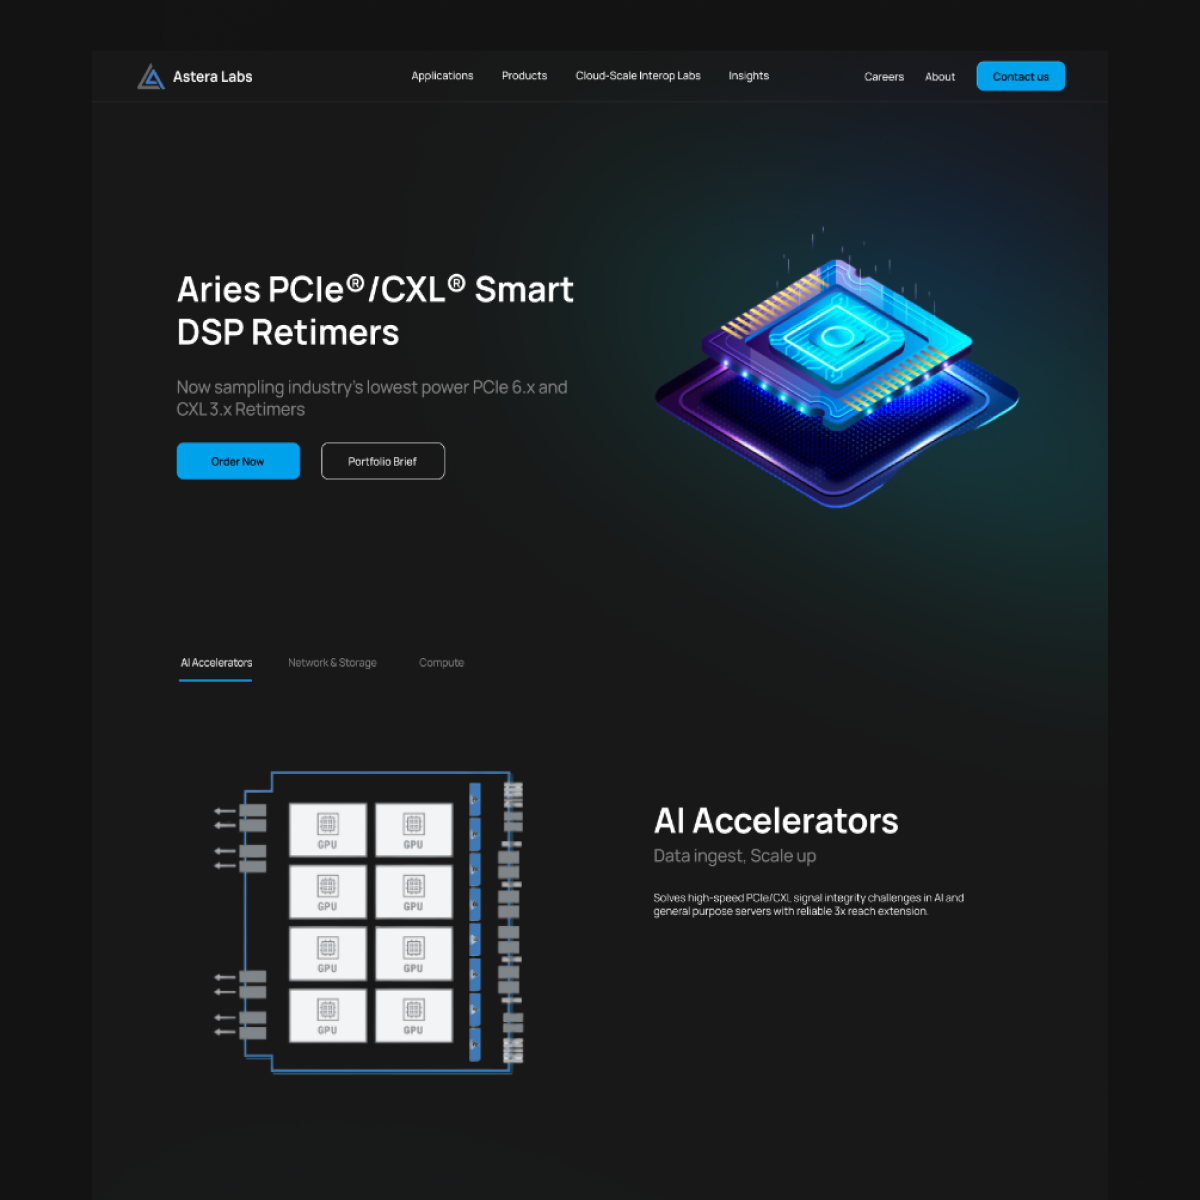 Astera Labs
Applications
Products
Cloud-Scale Interop Labs
Insights
Careers
About
Contact us
Aries PCIe®/CXL® Smart
DSP Retimers
Now sampling industry's lowest power PCIe 6.x and
CXL 3.x Retimers
Order Now
Portfolio Brief
AI Accelerators
Network & Storage
Compute
GPU
GPU
GPU
GPU
GPU
GPU
GPU
GPU
AI Accelerators
Data ingest, Scale up
Solves high-speed PCIe/CXL signal integrity challenges in AI and
general purpose servers with reliable 3x reach extension.